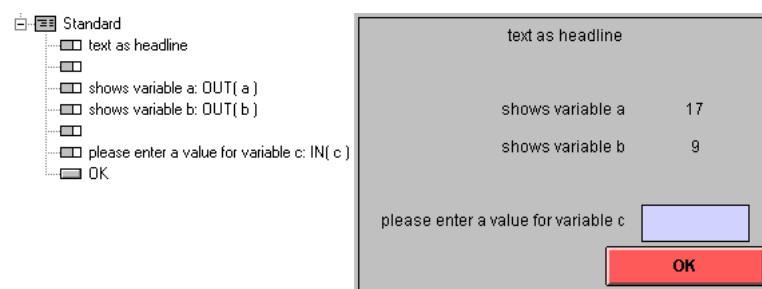 Standard
text as headline
shows variable a: OUT( a )
shows variable b: OUT( b )
please enter a value for variable c: IN( c )
OK
text as headline
shows variable a 17
shows variable b 9
please enter a value for variable c
OK